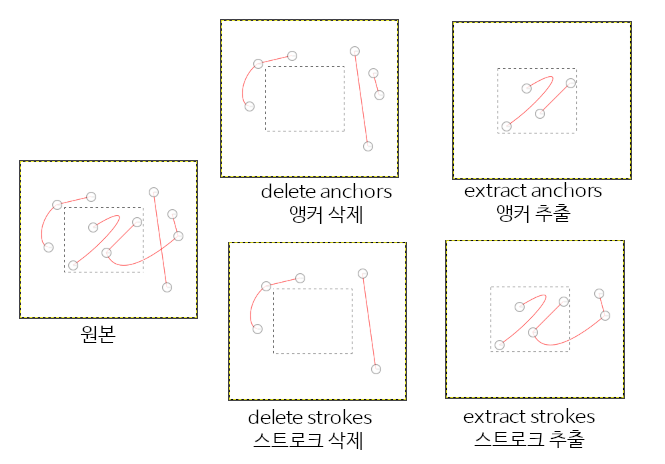 delete anchors
앵커 삭제
extract anchors
앵커 추출
원본
delete strokes
스트로크 삭제
extract strokes
스트로크 추출